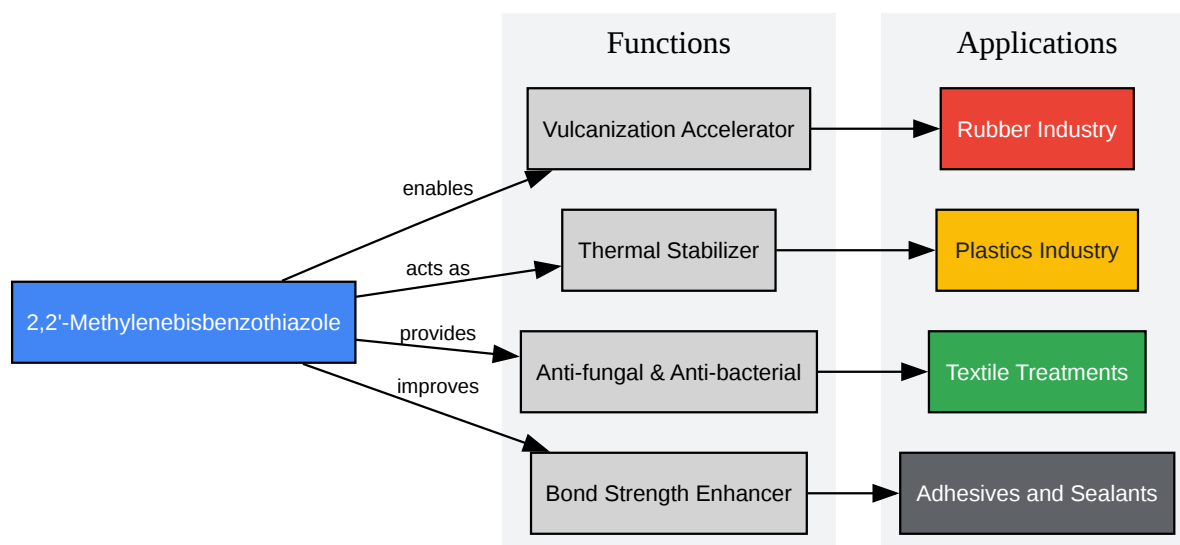 Functions
Applications
Vulcanization Accelerator
Rubber Industry
enables
Thermal Stabilizer
Plastics Industry
acts as
2,2'-Methylenebisbenzothiazole
provides
Anti-fungal & Anti-bacterial
Textile Treatments
improves
Bond Strength Enhancer
Adhesives and Sealants